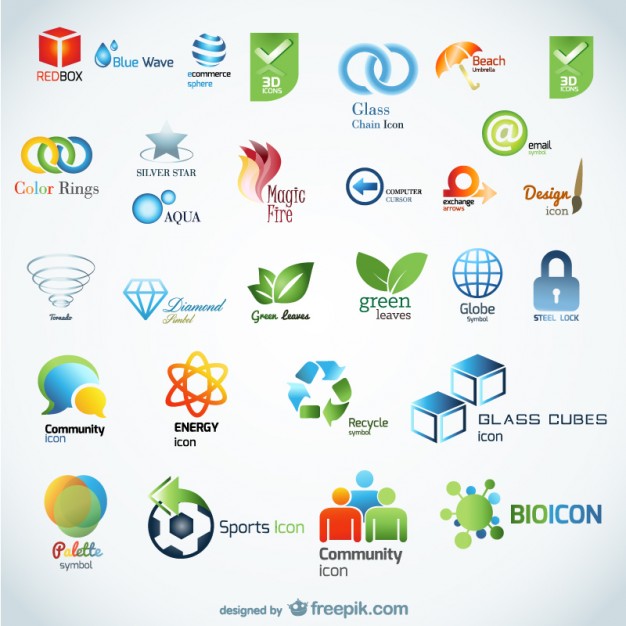 REDBOX
Blue Wave
ecommerce
sphere
3D
ICONS
Glass
Chain Icon
Beach
Umbrella
3D
ICONS
@
email
symbol
Color Rings
SILVER STAR
AQUA
Magic
Fire
COMPUTER
CURSOR
exchange
arrows
Design
icon
Tornado
Diamond
Simbol
Green Leaves
green
leaves
Globe
Symbol
STEEL LOCK
Community
icon
ENERGY
icon
Recycle
symbol
GLASS CUBES
icon
Palette
symbol
Sports Icon
Community
icon
BIOICON
designed by freepik.com